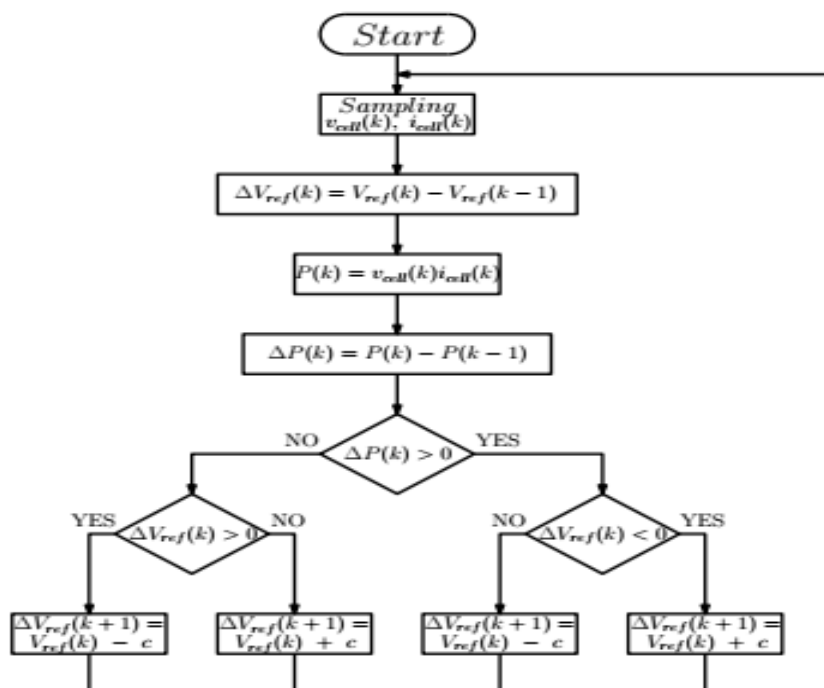 Start
Sampling
v_cell(k), i_cell(k)
ΔV_ref(k) = V_ref(k) − V_ref(k − 1)
P(k) = v_cell(k)i_cell(k)
ΔP(k) = P(k) − P(k − 1)
NO
ΔP(k) > 0
YES
YES
ΔV_ref(k) > 0
NO
NO
ΔV_ref(k) < 0
YES
ΔV_ref(k + 1) =
V_ref(k) − c
ΔV_ref(k + 1) =
V_ref(k) + c
ΔV_ref(k + 1) =
V_ref(k) − c
ΔV_ref(k + 1) =
V_ref(k) + c